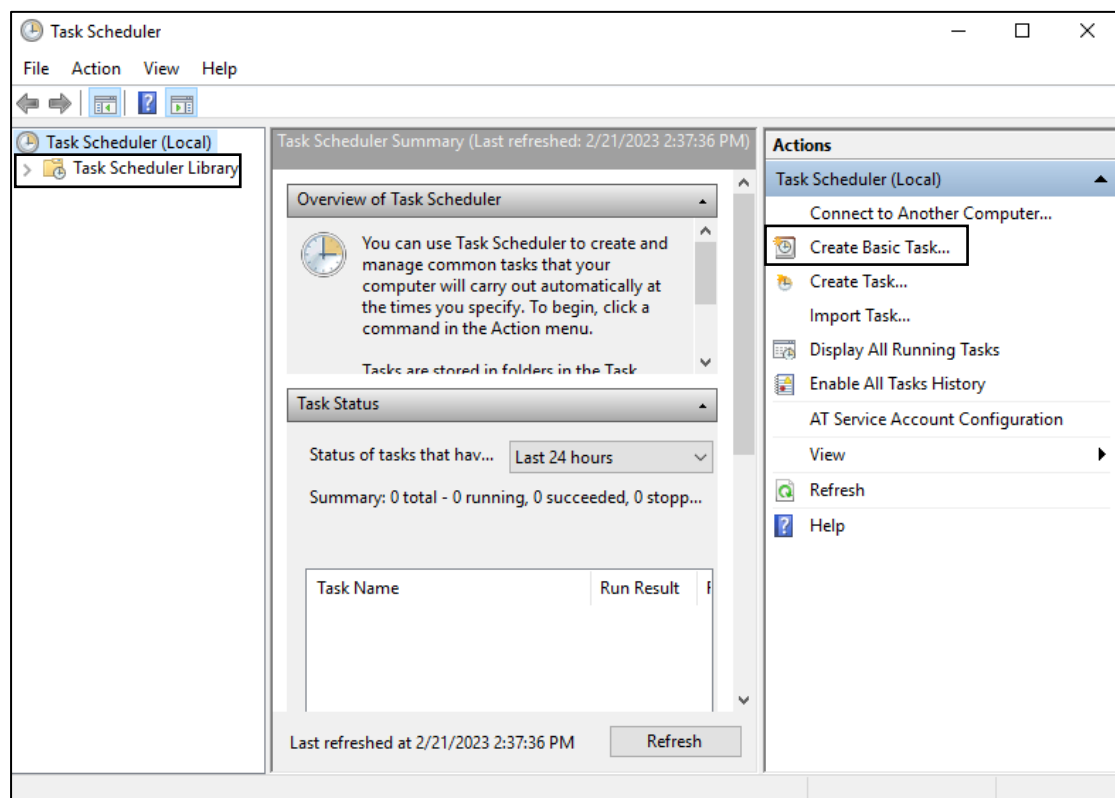 Task Scheduler
File Action View Help
Task Scheduler (Local)
Task Scheduler Library
Task Scheduler Summary (Last refreshed: 2/21/2023 2:37:36 PM)
Overview of Task Scheduler
You can use Task Scheduler to create and
manage common tasks that your
computer will carry out automatically at
the times you specify. To begin, click a
command in the Action menu.
Tasks are stored in folders in the Task
Task Status
Status of tasks that hav... Last 24 hours
Summary: 0 total - 0 running, 0 succeeded, 0 stopp...
Task Name Run Result
Last refreshed at 2/21/2023 2:37:36 PM Refresh
Actions
Task Scheduler (Local)
Connect to Another Computer...
Create Basic Task...
Create Task...
Import Task...
Display All Running Tasks
Enable All Tasks History
AT Service Account Configuration
View
Refresh
Help